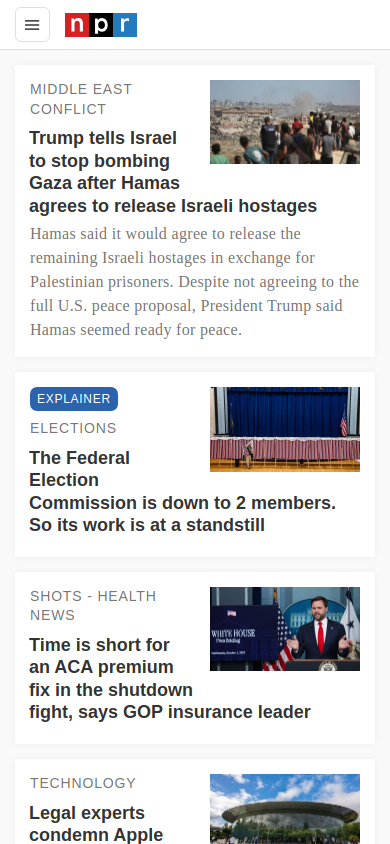 npr
MIDDLE EAST
CONFLICT
Trump tells Israel
to stop bombing
Gaza after Hamas
agrees to release Israeli hostages
Hamas said it would agree to release the
remaining Israeli hostages in exchange for
Palestinian prisoners. Despite not agreeing to the
full U.S. peace proposal, President Trump said
Hamas seemed ready for peace.
EXPLAINER
ELECTIONS
The Federal
Election
Commission is down to 2 members.
So its work is at a standstill
SHOTS - HEALTH
NEWS
WHITE HOUSE
Press Briefing
Time is short for
an ACA premium
fix in the shutdown
fight, says GOP insurance leader
TECHNOLOGY
Legal experts
condemn Apple